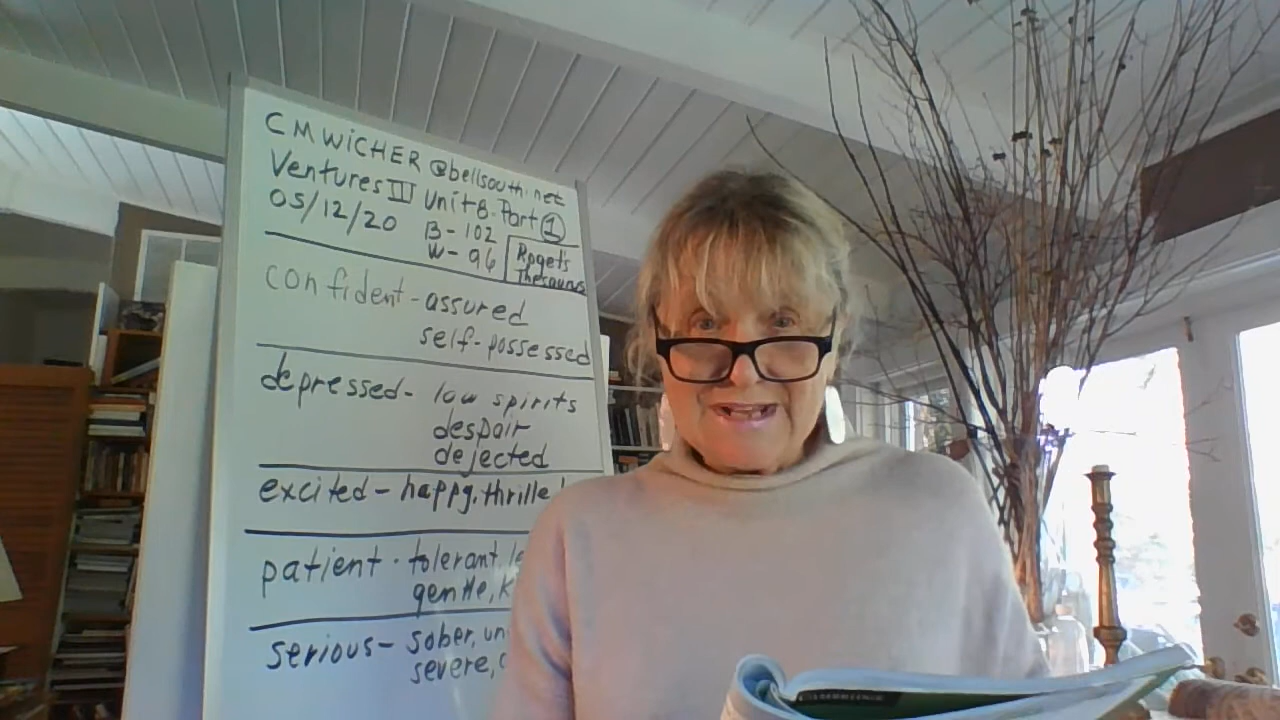 CMWICHER@bellsouth.net
Ventures III Unit 8-Part 1
05/12/20 B-102
W-96
Roget's
Thesaurus
confident-assured
self-possessed
depressed-low spirits
despair
dejected
excited-happy, thrille
patient-tolerant,
gentle,
serious-sober,
severe,